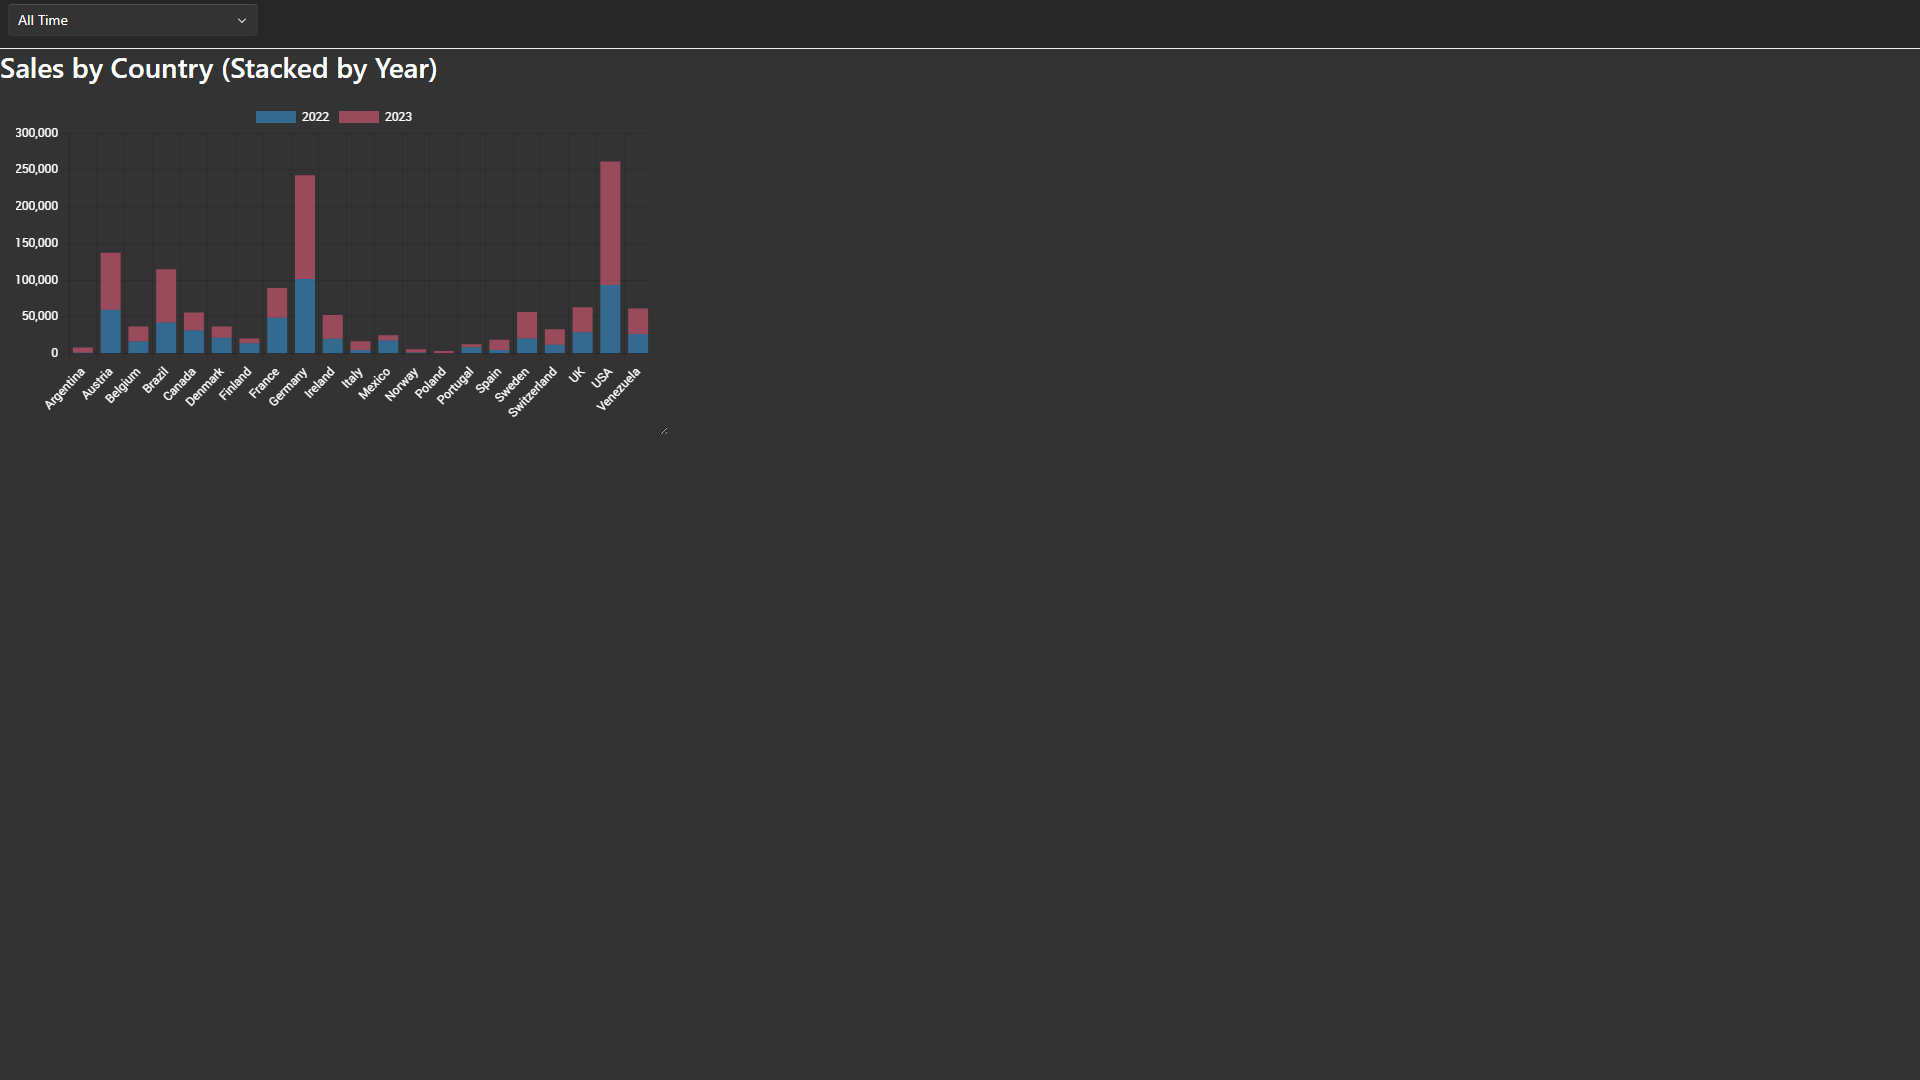 All Time
Sales by Country (Stacked by Year)
2022 2023
300,000
250,000
200,000
150,000
100,000
50,000
0
Argentina
Austria
Belgium
Brazil
Canada
Denmark
Finland
France
Germany
Ireland
Italy
Mexico
Norway
Poland
Portugal
Spain
Sweden
Switzerland
UK
USA
Venezuela